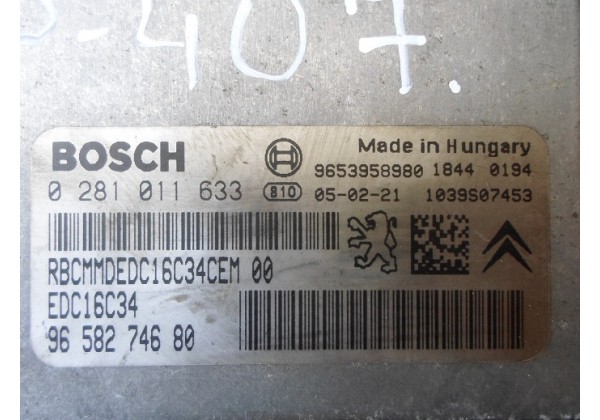 -407.
BOSCH
Made in Hungary
9653958980 1844 0194
0 281 011 633 810 05-02-21 1039S07453
RBCMMDEDC16C34CEM 00
EDC16C34
96 582 746 80